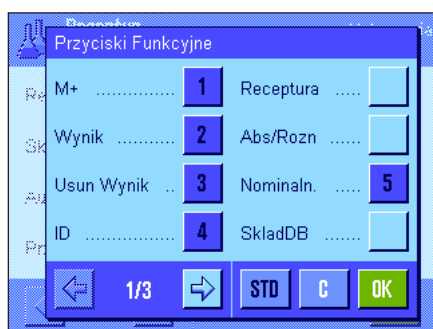 Receptura
Przyciski Funkcyjne
M+ .............. 1
Receptura .....
Wynik ........... 2
Abs/Rozn .....
Usun Wynik .. 3
Nominaln. ..... 5
ID ................ 4
SkladDB .......
1/3
STD
C
OK